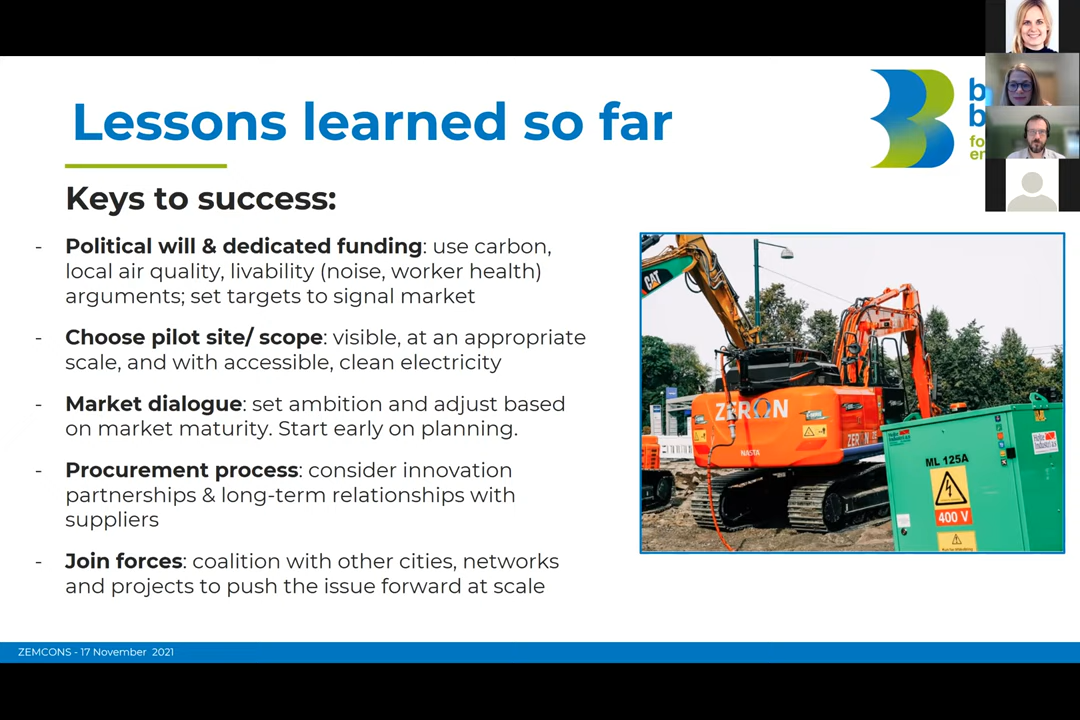 Lessons learned so far
b
b
fo
en
Keys to success:
- Political will & dedicated funding: use carbon,
local air quality, livability (noise, worker health)
arguments; set targets to signal market
- Choose pilot site/ scope: visible, at an appropriate
scale, and with accessible, clean electricity
- Market dialogue: set ambition and adjust based
on market maturity. Start early on planning.
- Procurement process: consider innovation
partnerships & long-term relationships with
suppliers
- Join forces: coalition with other cities, networks
and projects to push the issue forward at scale
CAT
ZERON
ZERON
NASTA
ML 125A
400 V
ZEMCONS - 17 November 2021